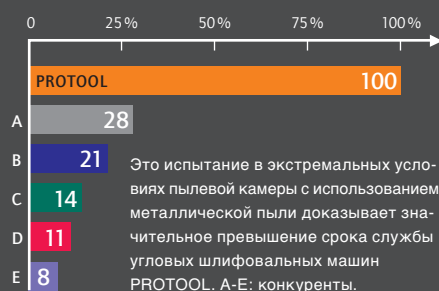 0 25 % 50 % 75 % 100 %
PROTOOL 100
A 28
B 21
C 14
D 11
E 8
Это испытание в экстремальных усло-
виях пылевой камеры с использованием
металлической пыли доказывает зна-
чительное превышение срока службы
угловых шлифовальных машин
PROTOOL. A-E: конкуренты.